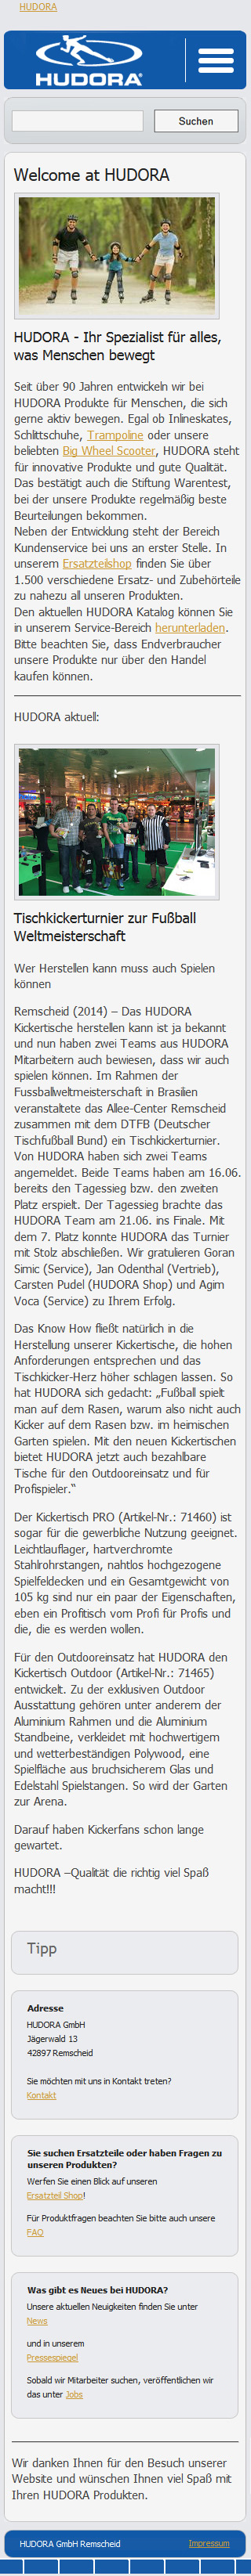 HUDORA
HUDORA
Suchen
Welcome at HUDORA
HUDORA - Ihr Spezialist für alles,
was Menschen bewegt
Seit über 90 Jahren entwickeln wir bei
HUDORA Produkte für Menschen, die sich
gerne aktiv bewegen. Egal ob Inlineskates,
Schlittschuhe, Trampoline oder unsere
beliebten Big Wheel Scooter, HUDORA steht
für innovative Produkte und gute Qualität.
Das bestätigt auch die Stiftung Warentest,
bei der unsere Produkte regelmäßig beste
Beurteilungen bekommen.
Neben der Entwicklung steht der Bereich
Kundenservice bei uns an erster Stelle. In
unserem Ersatzteilshop finden Sie über
1.500 verschiedene Ersatz- und Zubehörteile
zu nahezu all unseren Produkten.
Den aktuellen HUDORA Katalog können Sie
in unserem Service-Bereich herunterladen.
Bitte beachten Sie, dass Endverbraucher
unsere Produkte nur über den Handel
kaufen können.
HUDORA aktuell:
Tischkickerturnier zur Fußball
Weltmeisterschaft
Wer Herstellen kann muss auch Spielen
können
Remscheid (2014) – Das HUDORA
Kickertische herstellen kann ist ja bekannt
und nun haben zwei Teams aus HUDORA
Mitarbeitern auch bewiesen, dass wir auch
spielen können. Im Rahmen der
Fussballweltmeisterschaft in Brasilien
veranstaltete das Allee-Center Remscheid
zusammen mit dem DTFB (Deutscher
Tischfußball Bund) ein Tischkickerturnier.
Von HUDORA haben sich zwei Teams
angemeldet. Beide Teams haben am 16.06.
bereits den Tagessieg bzw. den zweiten
Platz erspielt. Der Tagessieg brachte das
HUDORA Team am 21.06. ins Finale. Mit
dem 7. Platz konnte HUDORA das Turnier
mit Stolz abschließen. Wir gratulieren Goran
Simic (Service), Jan Odenthal (Vertrieb),
Carsten Pudel (HUDORA Shop) und Agim
Voca (Service) zu Ihrem Erfolg.
Das Know How fließt natürlich in die
Herstellung unserer Kickertische, die hohen
Anforderungen entsprechen und das
Tischkicker-Herz höher schlagen lassen. So
hat HUDORA sich gedacht: „Fußball spielt
man auf dem Rasen, warum also nicht auch
Kicker auf dem Rasen bzw. im heimischen
Garten spielen. Mit den neuen Kickertischen
bietet HUDORA jetzt auch bezahlbare
Tische für den Outdooreinsatz und für
Profispieler.“
Der Kickertisch PRO (Artikel-Nr.: 71460) ist
sogar für die gewerbliche Nutzung geeignet.
Leichtlauflager, hartverchromte
Stahlrohrstangen, nahtlos hochgezogene
Spielfeldecken und ein Gesamtgewicht von
105 kg sind nur ein paar der Eigenschaften,
eben ein Profitisch vom Profi für Profis und
die, die es werden wollen.
Für den Outdooreinsatz hat HUDORA den
Kickertisch Outdoor (Artikel-Nr.: 71465)
entwickelt. Zu der exklusiven Outdoor
Ausstattung gehören unter anderem der
Aluminium Rahmen und die Aluminium
Standbeine, verkleidet mit hochwertigem
und wetterbeständigen Polywood, eine
Spielfläche aus bruchsicherem Glas und
Edelstahl Spielstangen. So wird der Garten
zur Arena.
Darauf haben Kickerfans schon lange
gewartet.
HUDORA –Qualität die richtig viel Spaß
macht!!!
Tipp
Adresse
HUDORA GmbH
Jägerwald 13
42897 Remscheid
Sie möchten mit uns in Kontakt treten?
Kontakt
Sie suchen Ersatzteile oder haben Fragen zu
unseren Produkten?
Werfen Sie einen Blick auf unseren
Ersatzteil Shop!
Für Produktfragen beachten Sie bitte auch unsere
FAQ
Was gibt es Neues bei HUDORA?
Unsere aktuellen Neuigkeiten finden Sie unter
News
und in unserem
Pressespiegel
Sobald wir Mitarbeiter suchen, veröffentlichen wir
das unter Jobs
Wir danken Ihnen für den Besuch unserer
Website und wünschen Ihnen viel Spaß mit
Ihren HUDORA Produkten.
HUDORA GmbH Remscheid Impressum